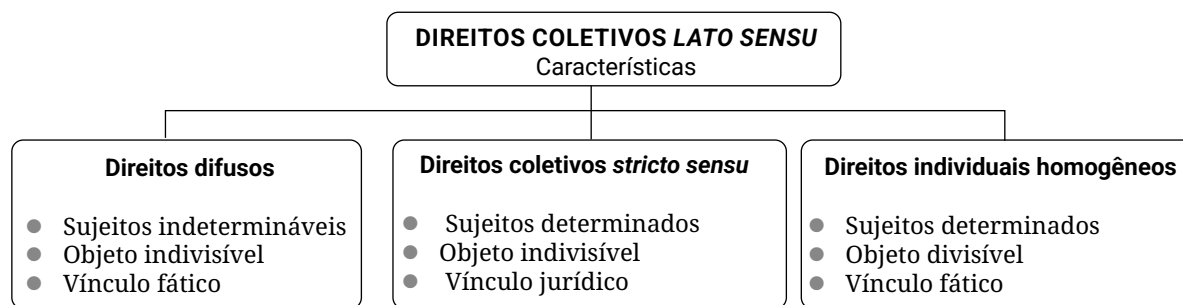 DIREITOS COLETIVOS LATO SENSU
Características
Direitos difusos
● Sujeitos indetermináveis
● Objeto indivisível
● Vínculo fático
Direitos coletivos stricto sensu
● Sujeitos determinados
● Objeto indivisível
● Vínculo jurídico
Direitos individuais homogêneos
● Sujeitos determinados
● Objeto divisível
● Vínculo fático